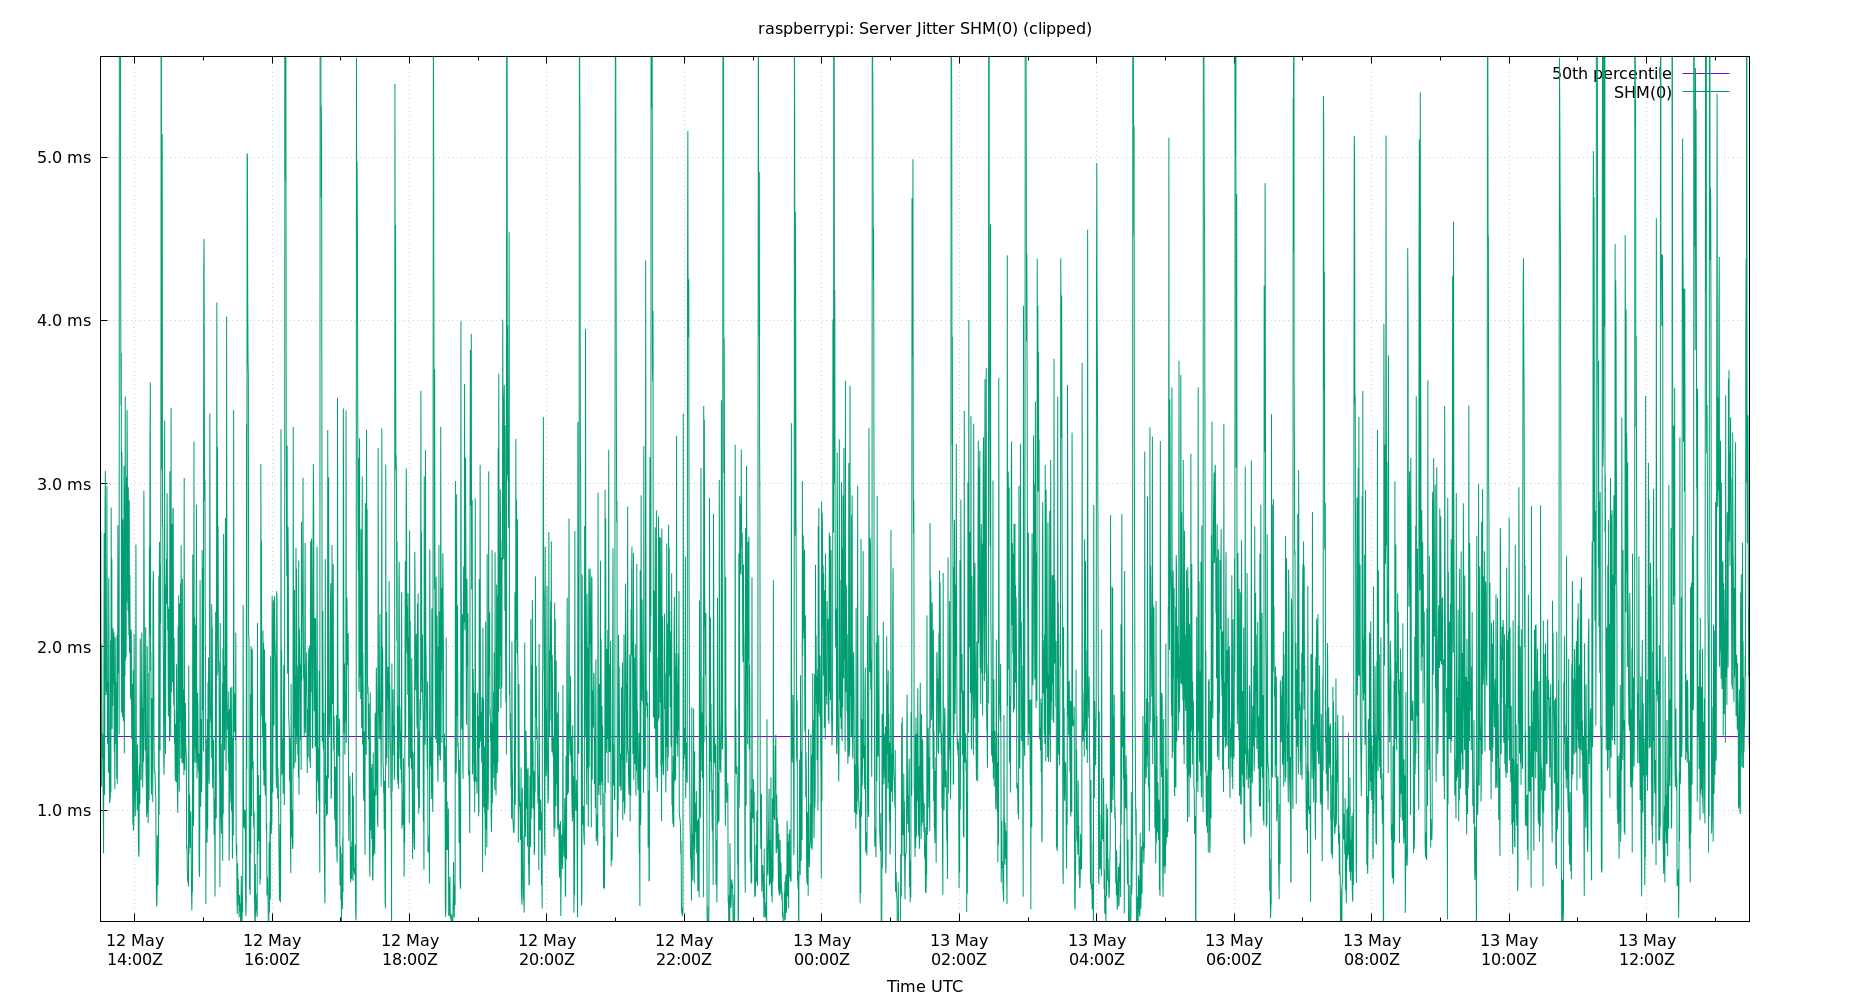 raspberrypi: Server Jitter SHM(0) (clipped)
50th percentile
SHM(0)
5.0 ms
4.0 ms
3.0 ms
2.0 ms
1.0 ms
12 May 12 May 12 May 12 May 12 May 13 May 13 May 13 May 13 May 13 May 13 May 13 May
14:00Z 16:00Z 18:00Z 20:00Z 22:00Z 00:00Z 02:00Z 04:00Z 06:00Z 08:00Z 10:00Z 12:00Z
Time UTC